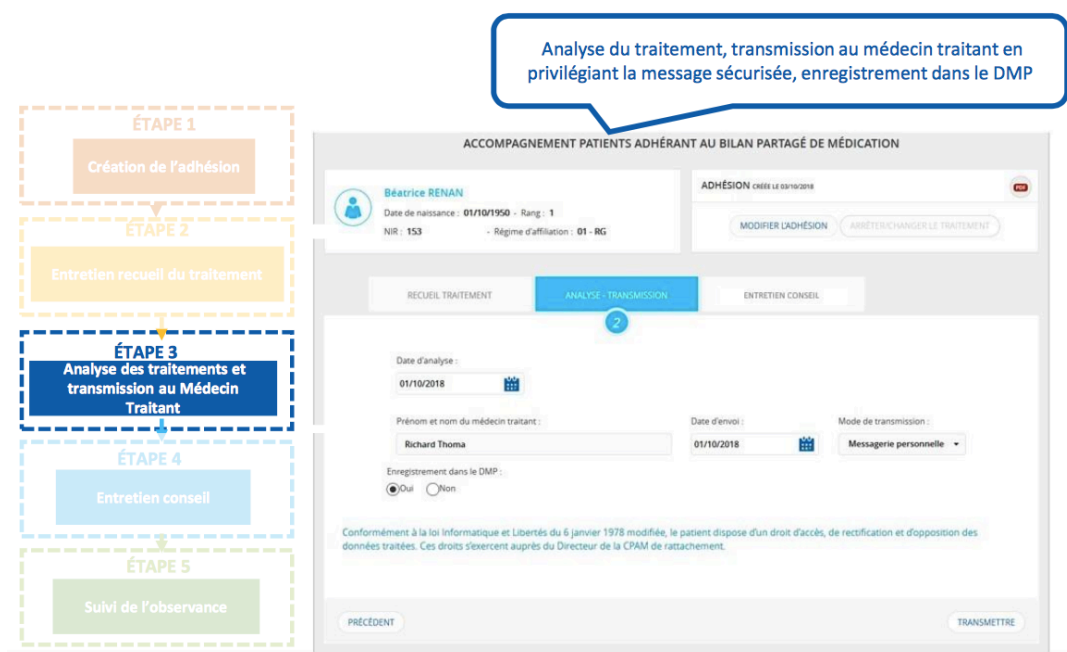 Analyse du traitement, transmission au médecin traitant en
privilégiant la message sécurisée, enregistrement dans le DMP
ÉTAPE 1
Création de l'adhésion
ÉTAPE 2
Entretien recueil du traitement
ÉTAPE 3
Analyse des traitements et
transmission au Médecin
Traitant
ÉTAPE 4
Entretien conseil
ÉTAPE 5
Suivi de l'observance
ACCOMPAGNEMENT PATIENTS ADHÉRANT AU BILAN PARTAGÉ DE MÉDICATION
Béatrice RENAN
Date de naissance : 01/10/1950 - Rang : 1
NIR : 153 - Régime d'affiliation : 01 - RG
ADHÉSION CRÉÉE LE 03/10/2018
PDF
MODIFIER L'ADHÉSION
ARRÊTER/CHANGER LE TRAITEMENT
RECUEIL TRAITEMENT
ANALYSE - TRANSMISSION
ENTRETIEN CONSEIL
2
Date d'analyse :
01/10/2018
Prénom et nom du médecin traitant :
Date d'envoi :
Mode de transmission :
Richard Thoma
01/10/2018
Messagerie personnelle
Enregistrement dans le DMP :
Oui Non
Conformément à la loi Informatique et Libertés du 6 janvier 1978 modifiée, le patient dispose d'un droit d'accès, de rectification et d'opposition des
données traitées. Ces droits s'exercent auprès du Directeur de la CPAM de rattachement.
PRÉCÉDENT
TRANSMETTRE